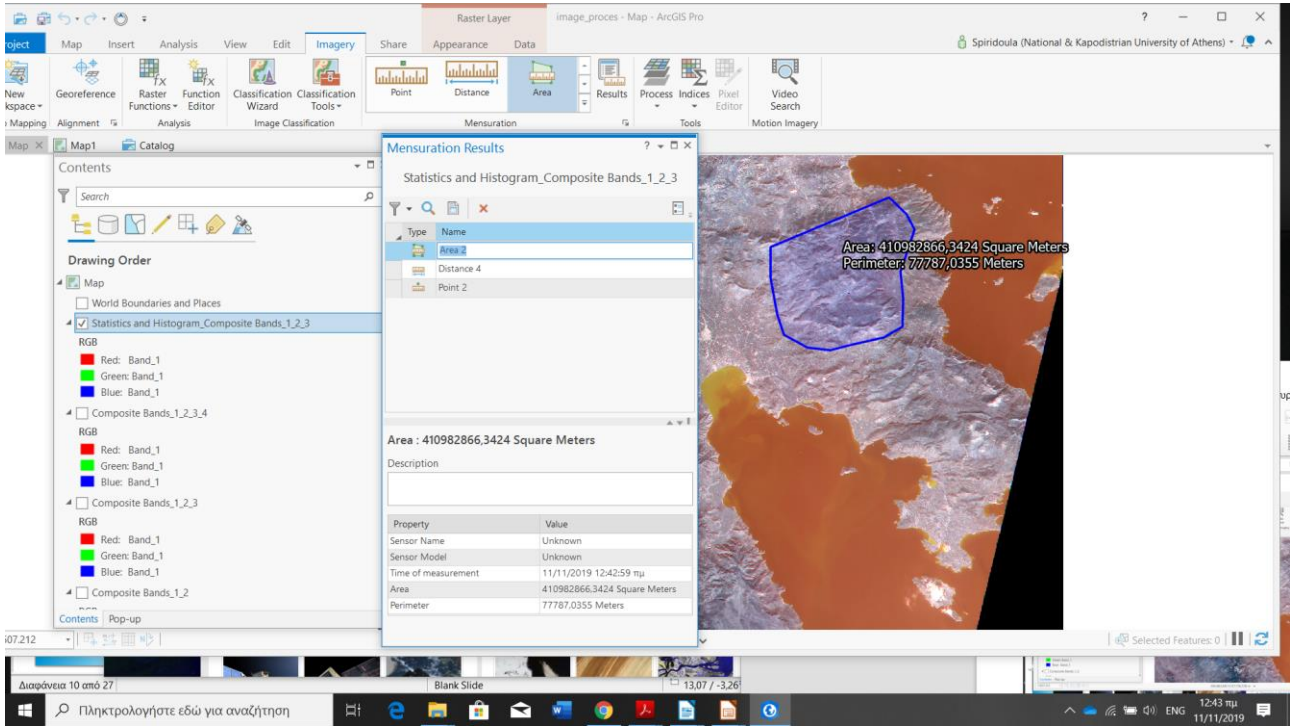 Raster Layer
image_proces - Map - ArcGIS Pro
?
roject Map Insert Analysis View Edit Imagery Share Appearance Data
Spiridoula (National & Kapodistrian University of Athens)
New
kspace
Georeference
Raster Functions
Function Editor
Classification Wizard
Classification Tools
Point
Distance
Area
Results
Process
Indices
Pixel Editor
Video Search
Mapping Alignment Analysis Image Classification Mensuration Tools Motion Imagery
Map Map1 Catalog
Contents
Search
Drawing Order
Map
World Boundaries and Places
Statistics and Histogram_Composite Bands_1_2_3
RGB
Red: Band_1
Green: Band_1
Blue: Band_1
Composite Bands_1_2_3_4
RGB
Red: Band_1
Green: Band_1
Blue: Band_1
Composite Bands_1_2_3
RGB
Red: Band_1
Green: Band_1
Blue: Band_1
Composite Bands_1_2
Contents Pop-up
Mensuration Results
?
Statistics and Histogram_Composite Bands_1_2_3
Type Name
Area 2
Distance 4
Point 2
Area : 410982866,3424 Square Meters
Description
Property Value
Sensor Name Unknown
Sensor Model Unknown
Time of measurement 11/11/2019 12:42:59 πμ
Area 410982866,3424 Square Meters
Perimeter 77787,0355 Meters
Area: 410982866,3424 Square Meters
Perimeter: 77787,0355 Meters
507.212
Selected Features: 0
Διαφάνεια 10 από 27
Blank Slide
13,07 / -3,26
Πληκτρολογήστε εδώ για αναζήτηση
ENG
12:43 πμ
11/11/2019